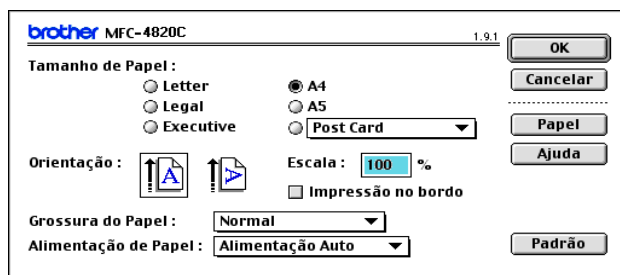 brother MFC-4820C 1.9.1
OK
Tamanho de Papel :
Letter A4
Cancelar
Legal A5
Executive Post Card
Papel
Orientação : A A Escala : 100 %
Ajuda
Impressão no bordo
Grossura do Papel : Normal
Alimentação de Papel : Alimentação Auto
Padrão